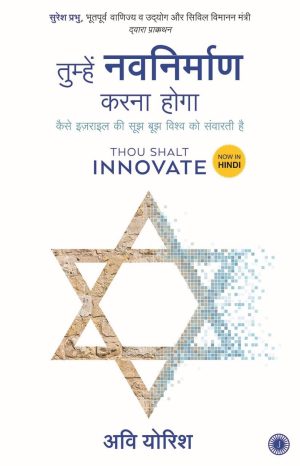 सुरेश प्रभु, भूतपूर्व वाणिज्य व उद्योग और सिविल विमानन मंत्री
द्वारा प्राक्कथन
तुम्हें नवनिर्माण
करना होगा
कैसे इज़राइल की सूझ बूझ विश्व को संवारती है
THOU SHALT
INNOVATE
NOW IN
HINDI
अवि योरिश